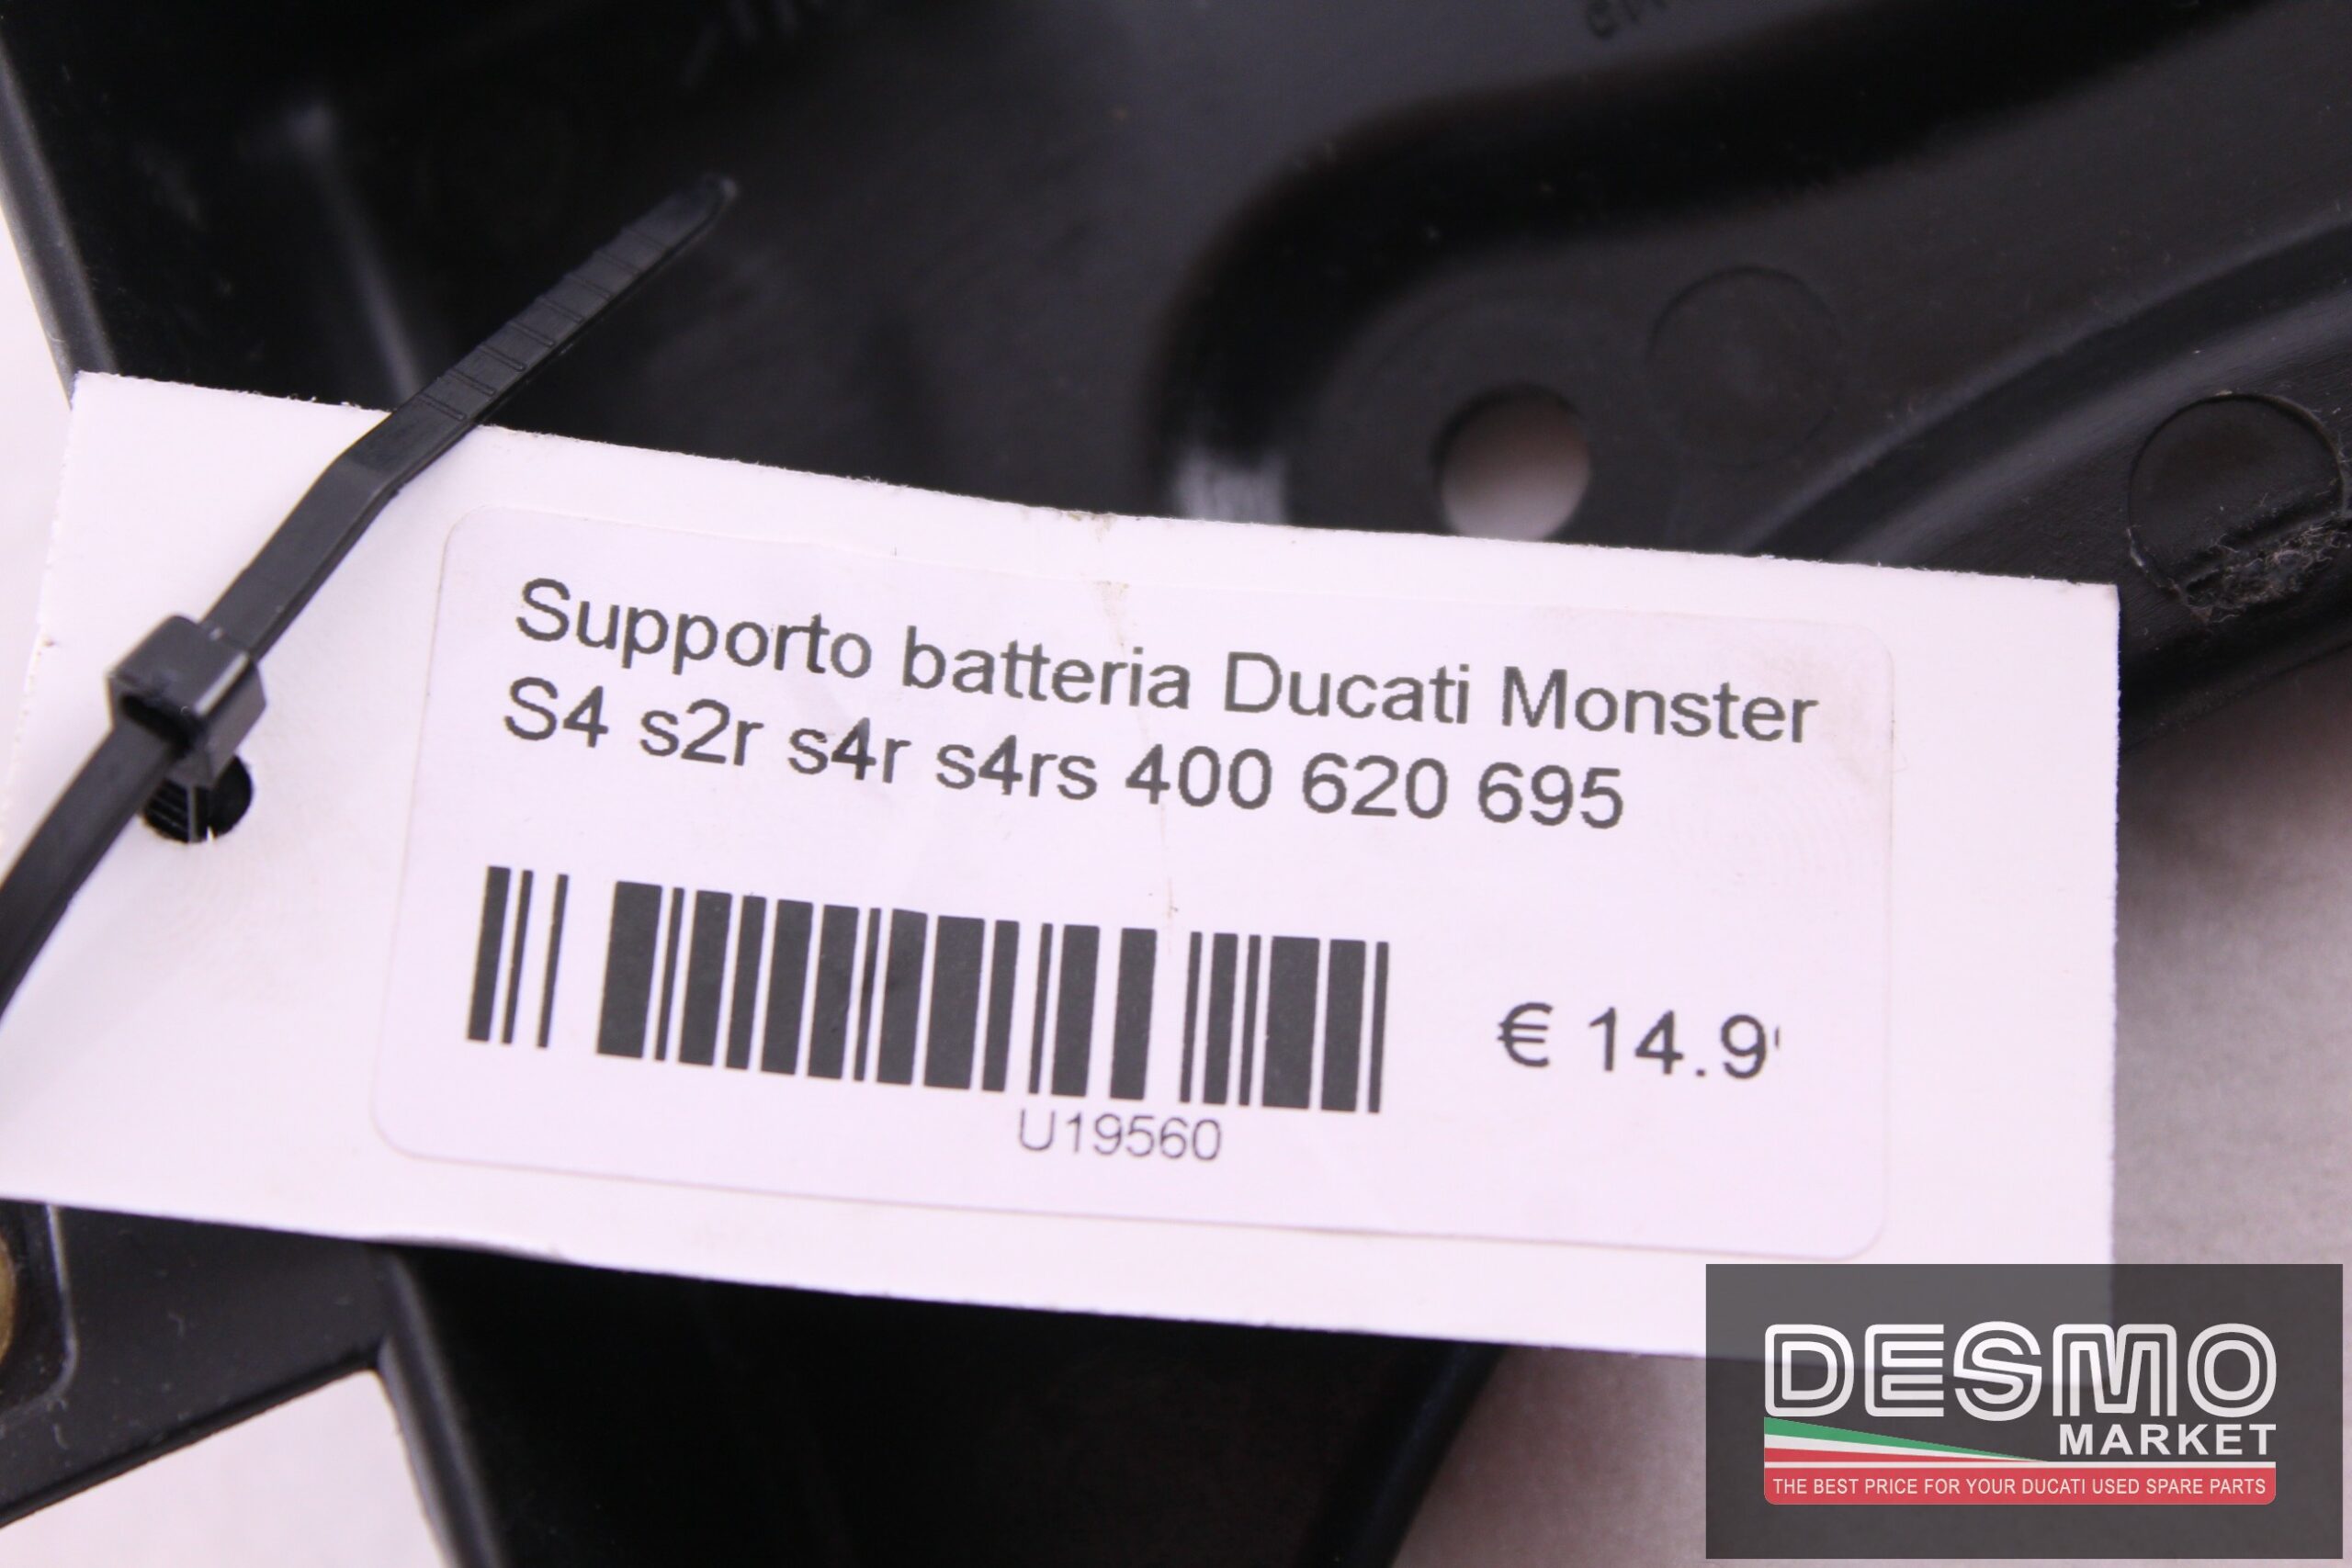 Supporto batteria Ducati Monster
S4 s2r s4r s4rs 400 620 695
€ 14.9
U19560
DESMO
MARKET
THE BEST PRICE FOR YOUR DUCATI USED SPARE PARTS